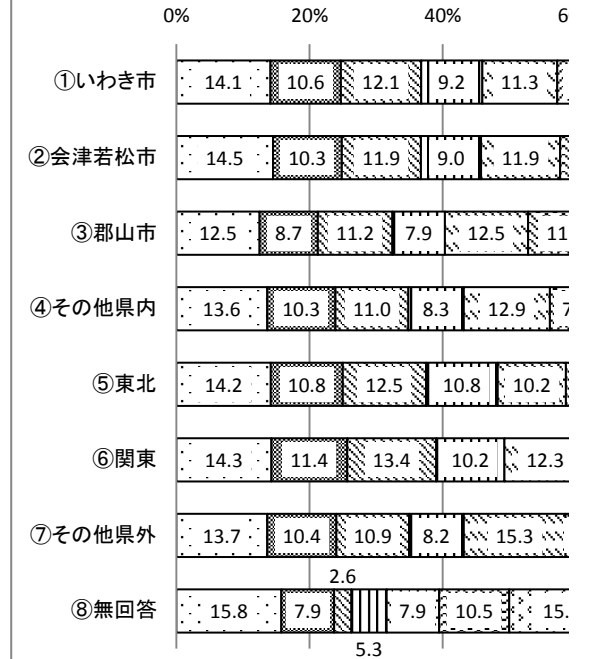 0% 20% 40% 6
①いわき市 14.1 10.6 12.1 9.2 11.3
②会津若松市 14.5 10.3 11.9 9.0 11.9
③郡山市 12.5 8.7 11.2 7.9 12.5 11
④その他県内 13.6 10.3 11.0 8.3 12.9 7
⑤東北 14.2 10.8 12.5 10.8 10.2
⑥関東 14.3 11.4 13.4 10.2 12.3
⑦その他県外 13.7 10.4 10.9 8.2 15.3
2.6
⑧無回答 15.8 7.9 7.9 10.5 15.
5.3